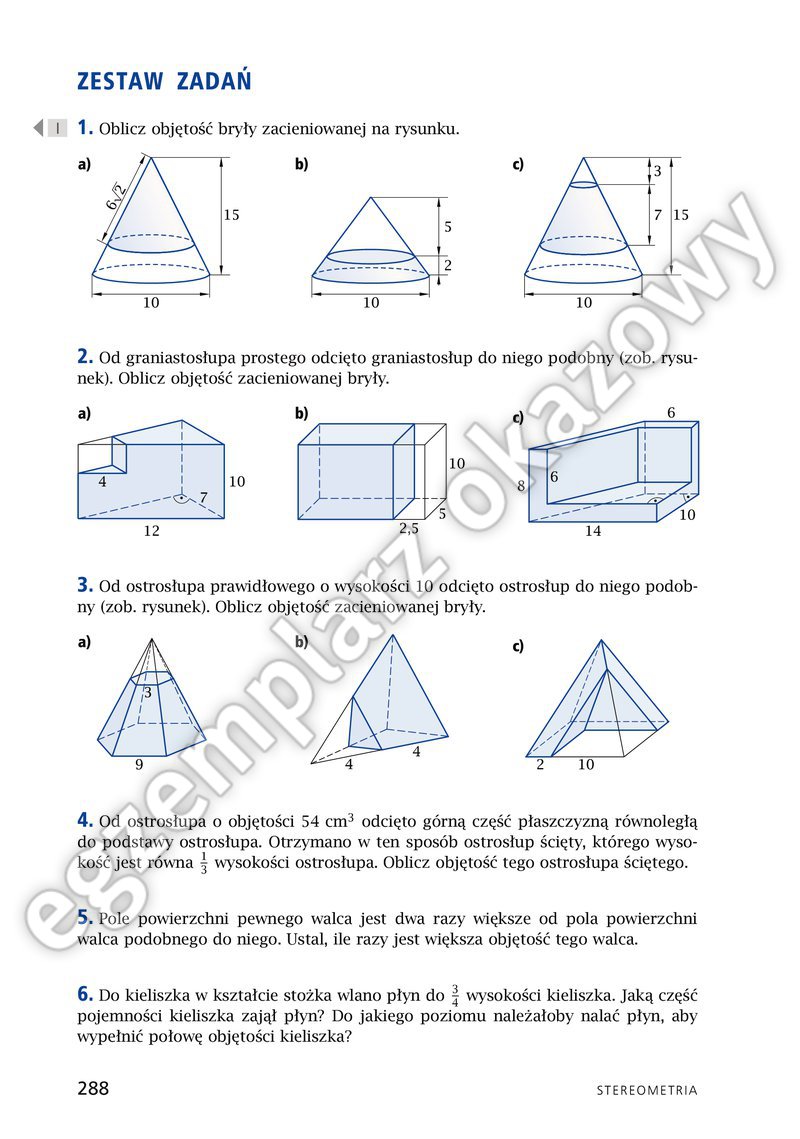 ZESTAW ZADAŃ
I 1. Oblicz objętość bryły zacieniowanej na rysunku.
a) b) c)
6√2 15 10
5 2 10
3 7 15 10
2. Od graniastosłupa prostego odcięto graniastosłup do niego podobny (zob. rysu-
nek). Oblicz objętość zacieniowanej bryły.
a) b) c)
4 7 10 12
10 5 2,5
6 6 8 10 14
3. Od ostrosłupa prawidłowego o wysokości 10 odcięto ostrosłup do niego podob-
ny (zob. rysunek). Oblicz objętość zacieniowanej bryły.
a) b) c)
3 9
4 4
2 10
4. Od ostrosłupa o objętości 54 cm³ odcięto górną część płaszczyzną równoległą
do podstawy ostrosłupa. Otrzymano w ten sposób ostrosłup ścięty, którego wyso-
kość jest równa 1/3 wysokości ostrosłupa. Oblicz objętość tego ostrosłupa ściętego.
5. Pole powierzchni pewnego walca jest dwa razy większe od pola powierzchni
walca podobnego do niego. Ustal, ile razy jest większa objętość tego walca.
6. Do kieliszka w kształcie stożka wlano płyn do 3/4 wysokości kieliszka. Jaką część
pojemności kieliszka zajął płyn? Do jakiego poziomu należałoby nalać płyn, aby
wypełnić połowę objętości kieliszka?
288 STEREOMETRIA
egzemplarz okazowy